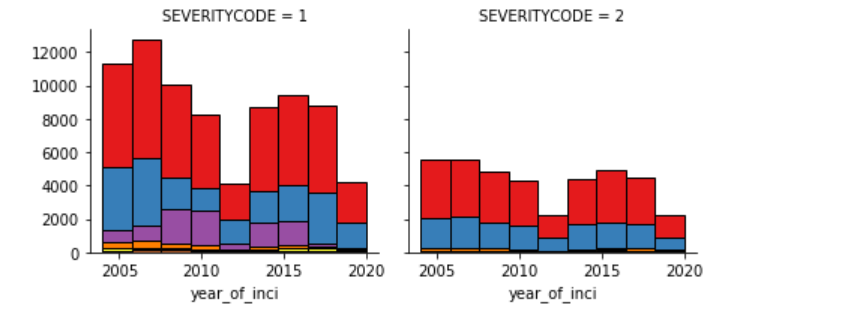 SEVERITYCODE = 1
SEVERITYCODE = 2
12000
10000
8000
6000
4000
2000
0
2005 2010 2015 2020
2005 2010 2015 2020
year_of_inci
year_of_inci